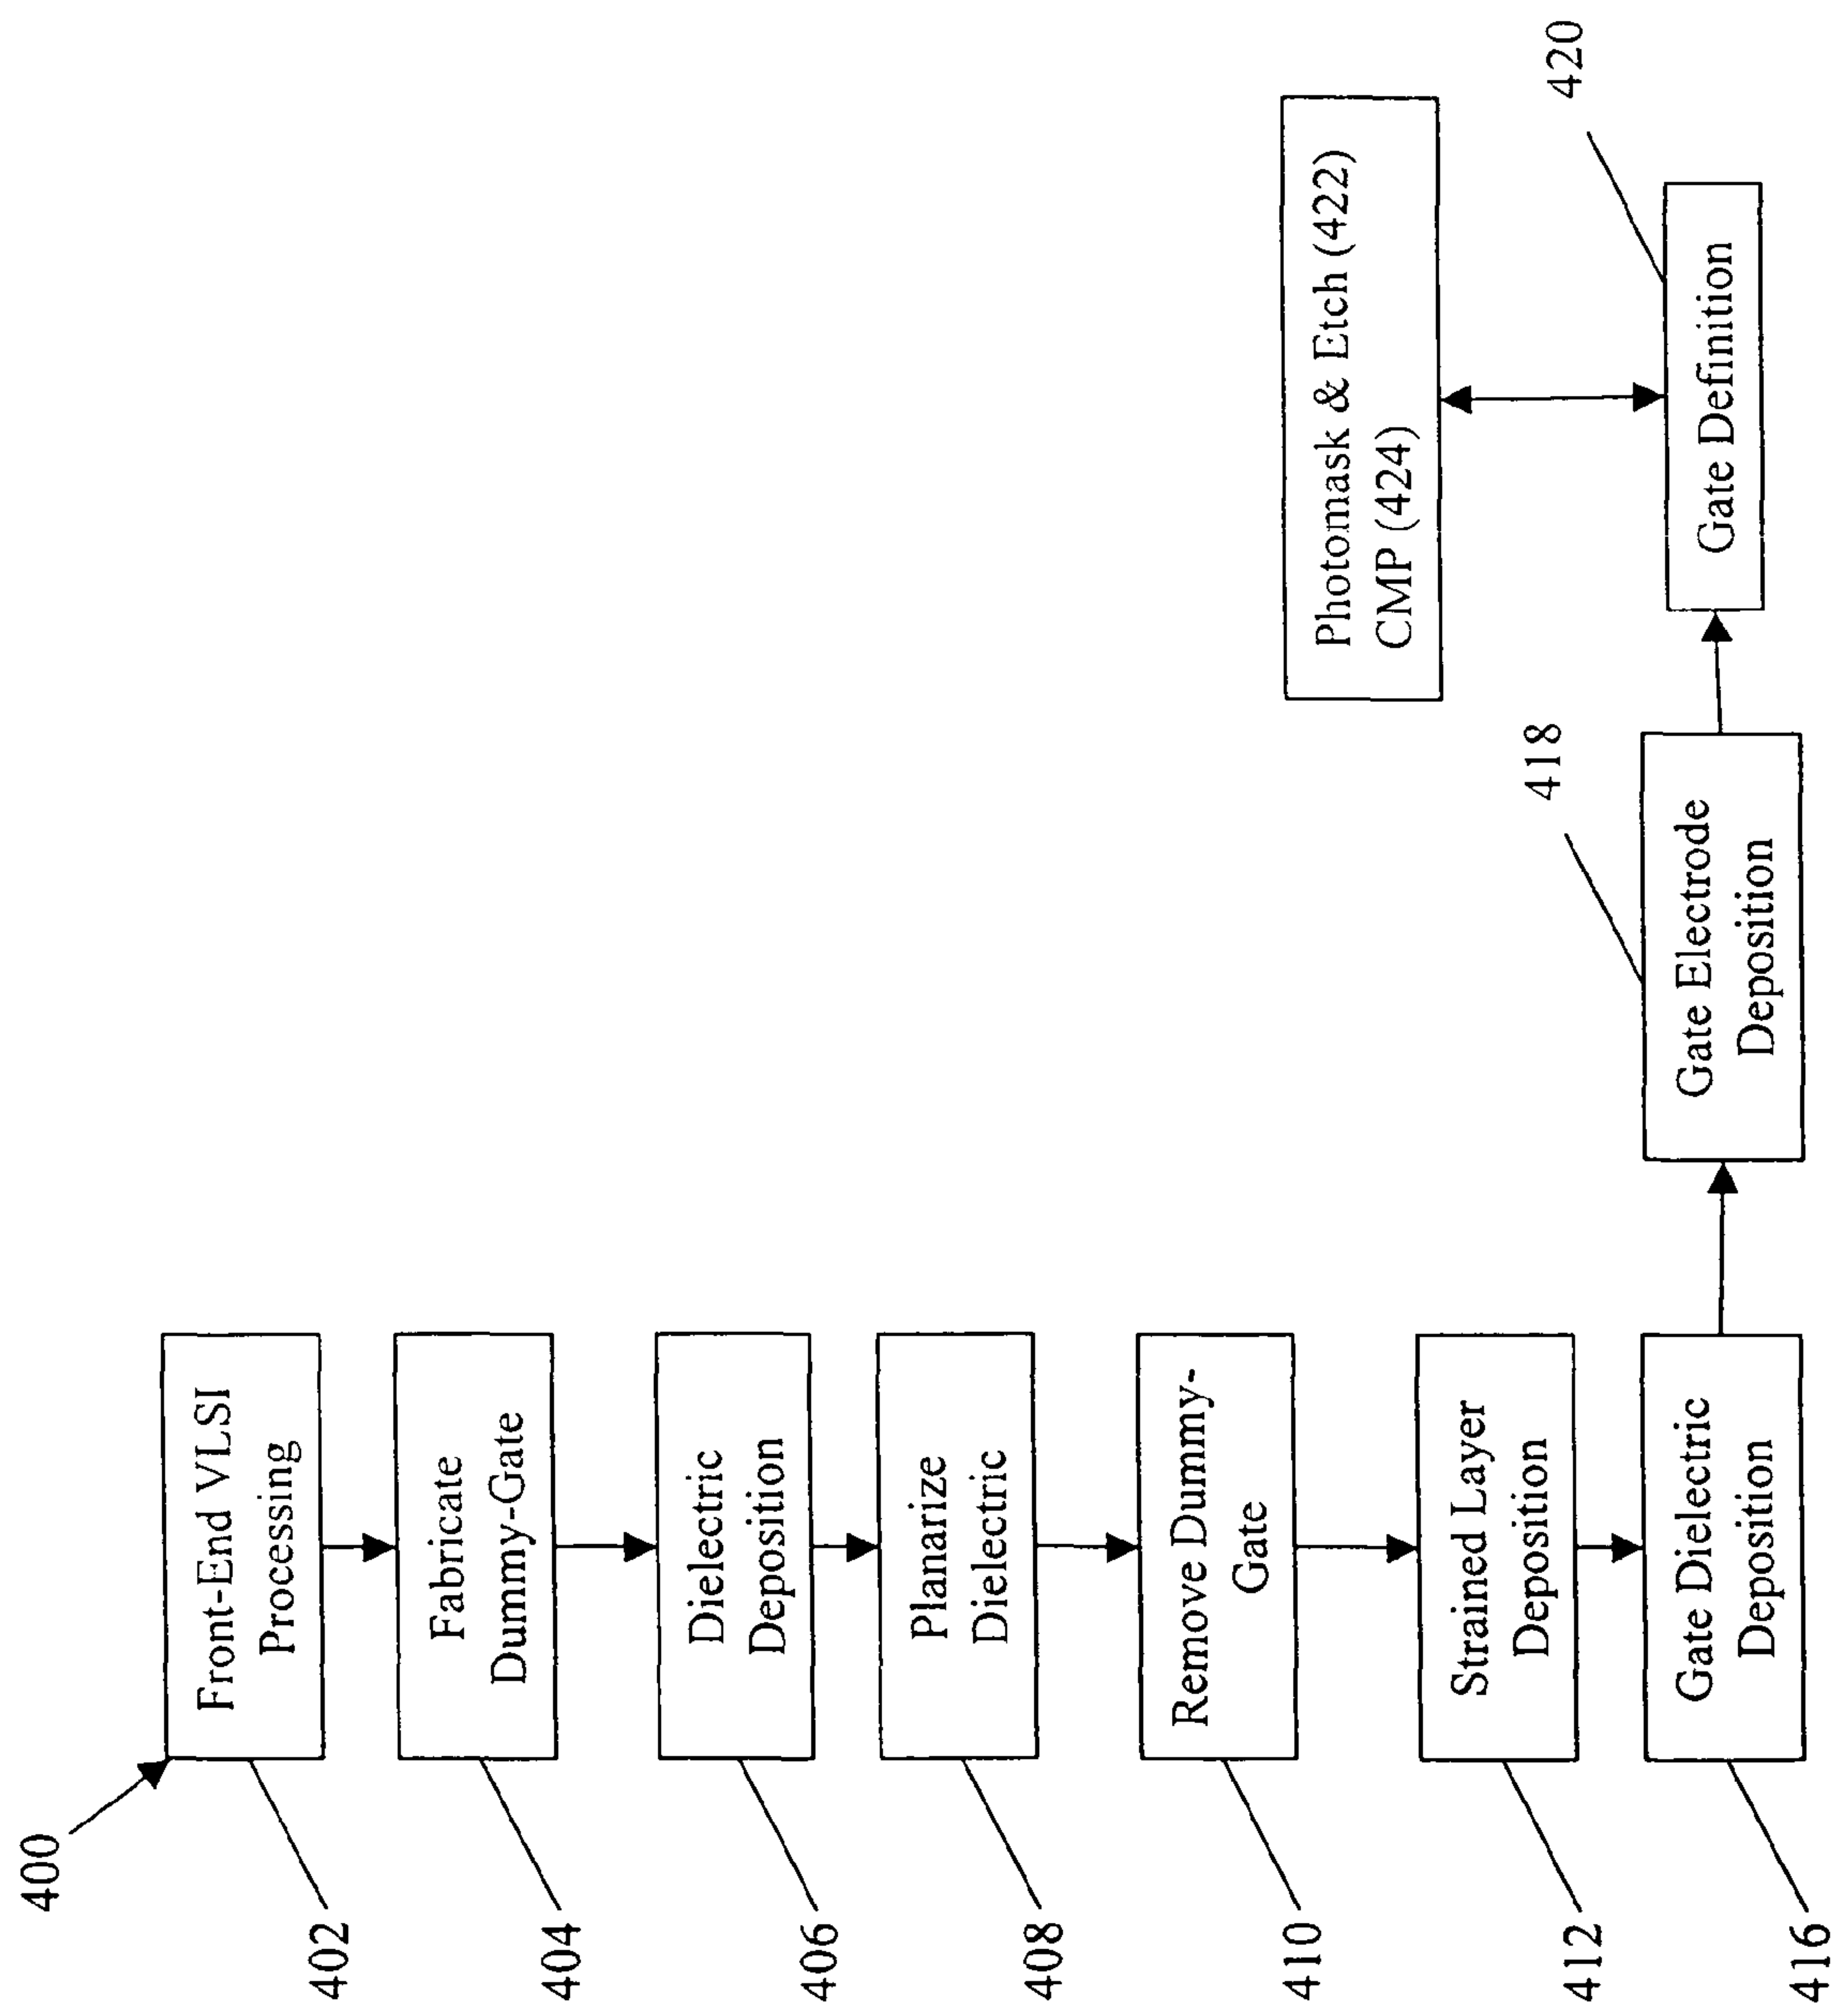 400
Front-End VLSI
Processing
402
Fabricate
Dummy-Gate
404
Dielectric
Deposition
406
Planarize
Dielectric
408
Remove Dummy-
Gate
410
Strained Layer
Deposition
412
Gate Dielectric
Deposition
416
Gate Electrode
Deposition
418
Gate Definition
420
Photomask & Etch (422)
CMP (424)